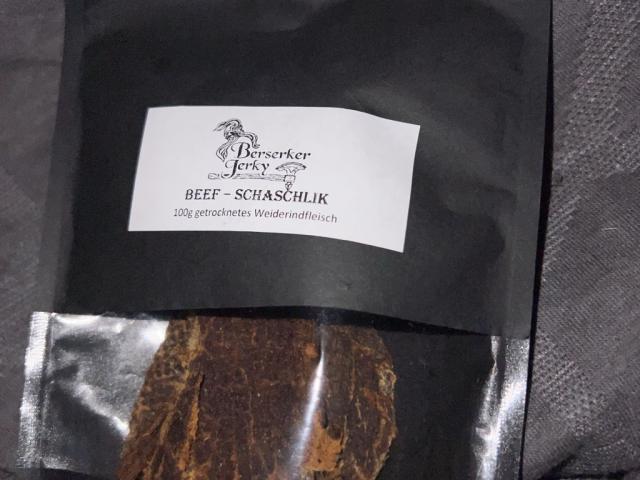 Berserker
Jerky
BEEF – SCHASCHLIK
100g getrocknetes Weiderindfleisch